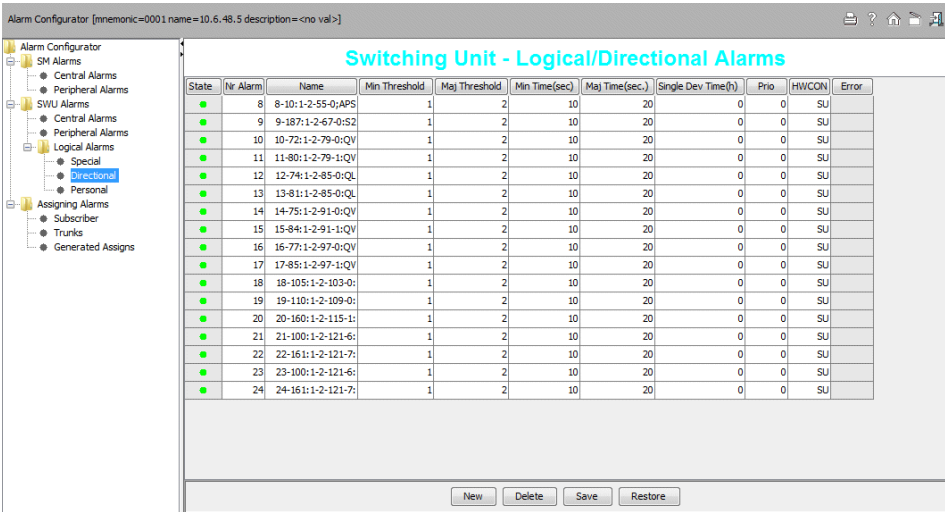 Alarm Configurator [mnemonic=0001 name=10.6.48.5 description=<no val>]
Alarm Configurator
SM Alarms
Central Alarms
Peripheral Alarms
SWU Alarms
Central Alarms
Peripheral Alarms
Logical Alarms
Special
Directional
Personal
Assigning Alarms
Subscriber
Trunks
Generated Assigns
Switching Unit - Logical/Directional Alarms
State Nr Alarm Name Min Threshold Maj Threshold Min Time(sec) Maj Time(sec.) Single Dev Time(h) Prio HWCON Error
8 8-10:1-2-55-0;APS 1 2 10 20 0 0 SU
9 9-187:1-2-67-0:S2 1 2 10 20 0 0 SU
10 10-72:1-2-79-0:QV 1 2 10 20 0 0 SU
11 11-80:1-2-79-1:QV 1 2 10 20 0 0 SU
12 12-74:1-2-85-0:QL 1 2 10 20 0 0 SU
13 13-81:1-2-85-0:QL 1 2 10 20 0 0 SU
14 14-75:1-2-91-0:QV 1 2 10 20 0 0 SU
15 15-84:1-2-91-1:QV 1 2 10 20 0 0 SU
16 16-77:1-2-97-0:QV 1 2 10 20 0 0 SU
17 17-85:1-2-97-1:QV 1 2 10 20 0 0 SU
18 18-105:1-2-103-0: 1 2 10 20 0 0 SU
19 19-110:1-2-109-0: 1 2 10 20 0 0 SU
20 20-160:1-2-115-1: 1 2 10 20 0 0 SU
21 21-100:1-2-121-6: 1 2 10 20 0 0 SU
22 22-161:1-2-121-7: 1 2 10 20 0 0 SU
23 23-100:1-2-121-6: 1 2 10 20 0 0 SU
24 24-161:1-2-121-7: 1 2 10 20 0 0 SU
New Delete Save Restore